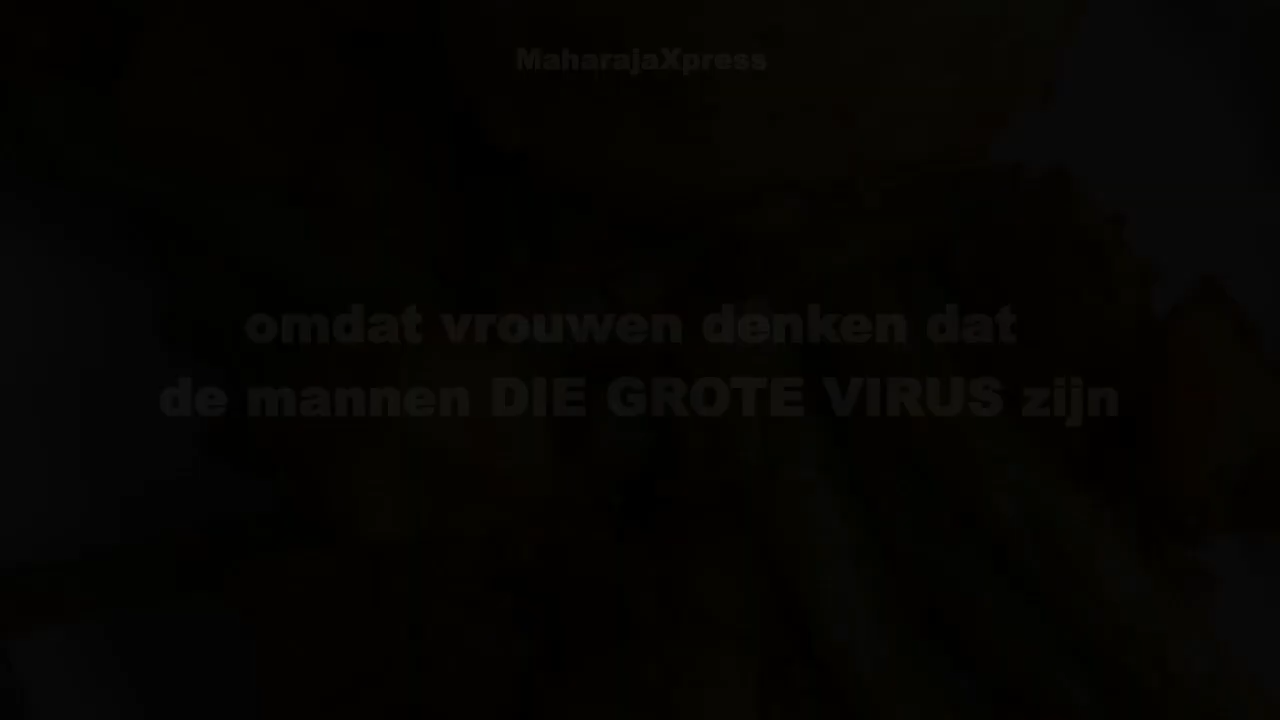 MaharajaXpress
omdat vrouwen denken dat
de mannen DIE GROTE VIRUS zijn